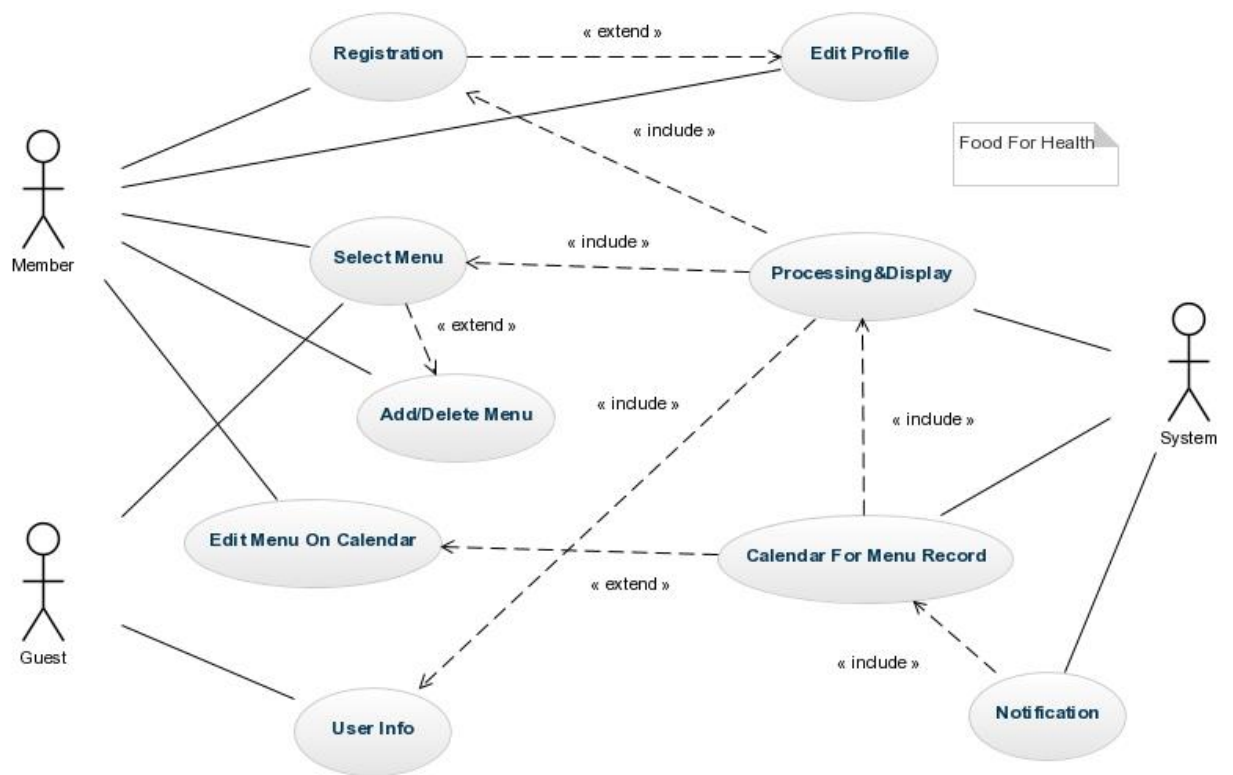 « extend »
Registration
Edit Profile
« include »
Food For Health
Member
« include »
Select Menu
Processing&Display
« extend »
« include »
Add/Delete Menu
« include »
System
Edit Menu On Calendar
Calendar For Menu Record
« extend »
Guest
« include »
User Info
Notification